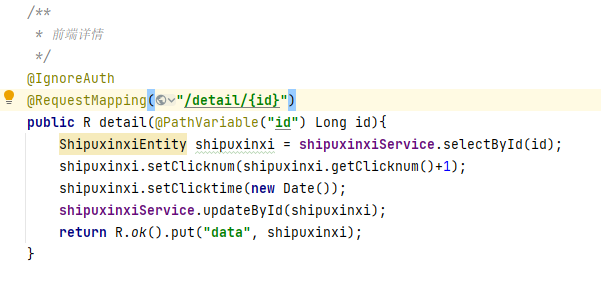 /**
* 前端详情
*/
@IgnoreAuth
@RequestMapping("/detail/{id}")
public R detail(@PathVariable("id") Long id){
ShipuxinxiEntity shipuxinxi = shipuxinxiService.selectById(id);
shipuxinxi.setClicknum(shipuxinxi.getClicknum()+1);
shipuxinxi.setClicktime(new Date());
shipuxinxiService.updateById(shipuxinxi);
return R.ok().put("data", shipuxinxi);
}